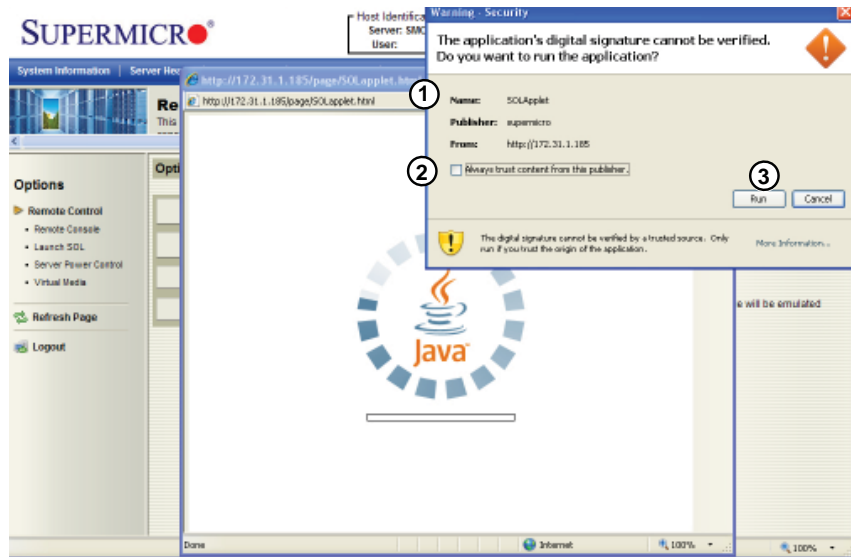 SUPERMICRO®
Host Identifica
Server: SMC
User:
System Information | Server Hea
Re
This
Options
Remote Control
• Remote Console
• Launch SOL
• Server Power Control
• Virtual Media
Refresh Page
Logout
Opti
http://172.31.1.185/page/SOLapplet.html
http://172.31.1.185/page/SOLapplet.html
Java
Done
Internet
100%
Warning - Security
The application's digital signature cannot be verified.
Do you want to run the application?
1
Name: SOLApplet
Publisher: supermicro
From: http://172.31.1.185
2
Always trust content from this publisher.
3
Run Cancel
The digital signature cannot be verified by a trusted source. Only
run if you trust the origin of the application.
More Information...
e will be emulated
100%